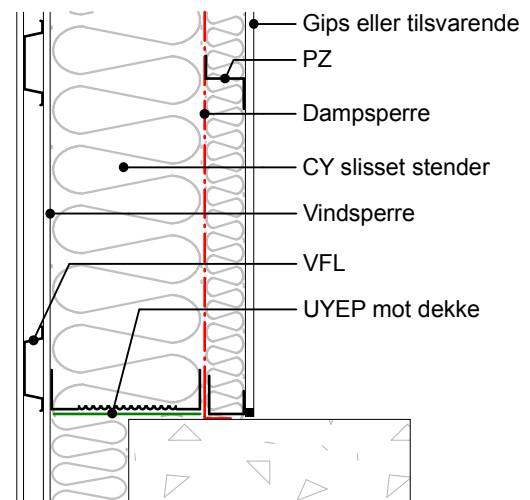 Gips eller tilsvarende
PZ
Dampsperre
CY slisset stender
Vindsperre
VFL
UYEP mot dekke